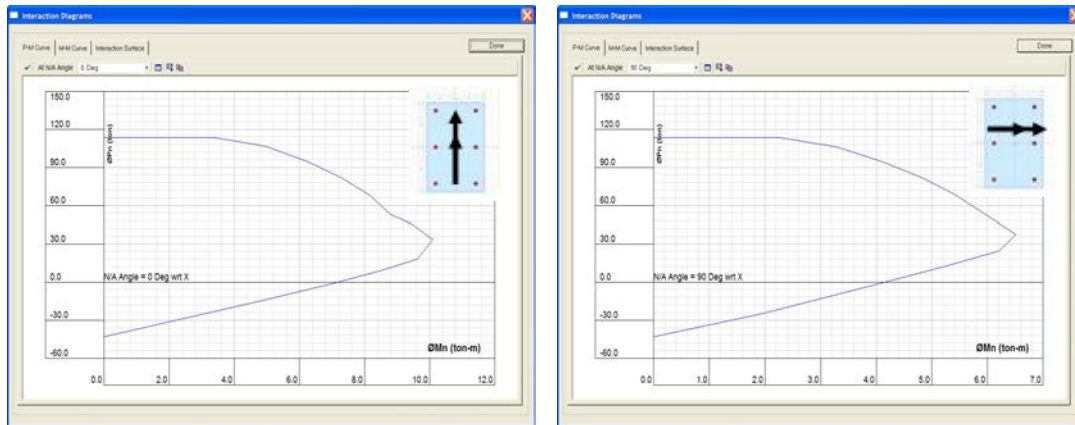 Interaction Diagrams
P-M Curve M-M Curve Interaction Surface Done
At N/A Angle 0 Deg
150.0
120.0
90.0
60.0
30.0
0.0
-30.0
-60.0
ØPn (ton)
N/A Angle = 0 Deg wrt X
ØMn (ton-m)
0.0 2.0 4.0 6.0 8.0 10.0 12.0
Interaction Diagrams
P-M Curve M-M Curve Interaction Surface Done
At N/A Angle 90 Deg
150.0
120.0
90.0
60.0
30.0
0.0
-30.0
-60.0
ØPn (ton)
N/A Angle = 90 Deg wrt X
ØMn (ton-m)
0.0 1.0 2.0 3.0 4.0 5.0 6.0 7.0